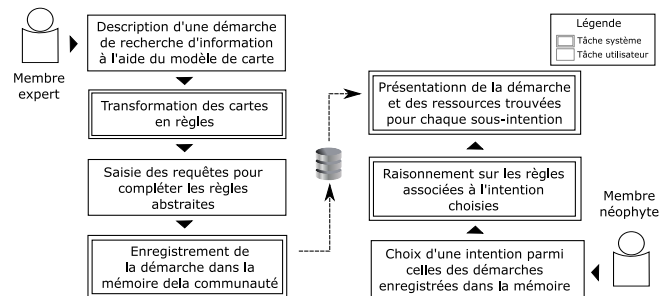 Membre
expert
Description d'une démarche
de recherche d'information
à l'aide du modèle de carte
Transformation des cartes
en règles
Saisie des requêtes pour
compléter les règles
abstraites
Enregistrement de
la démarche dans la
mémoire dela communauté
Légende
Tâche système
Tâche utilisateur
Présentationn de la démarche
et des ressources trouvées
pour chaque sous-intention
Raisonnement sur les règles
associées à l'intention
choisies
Membre
néophyte
Choix d'une intention parmi
celles des démarches
enregistrées dans la mémoire